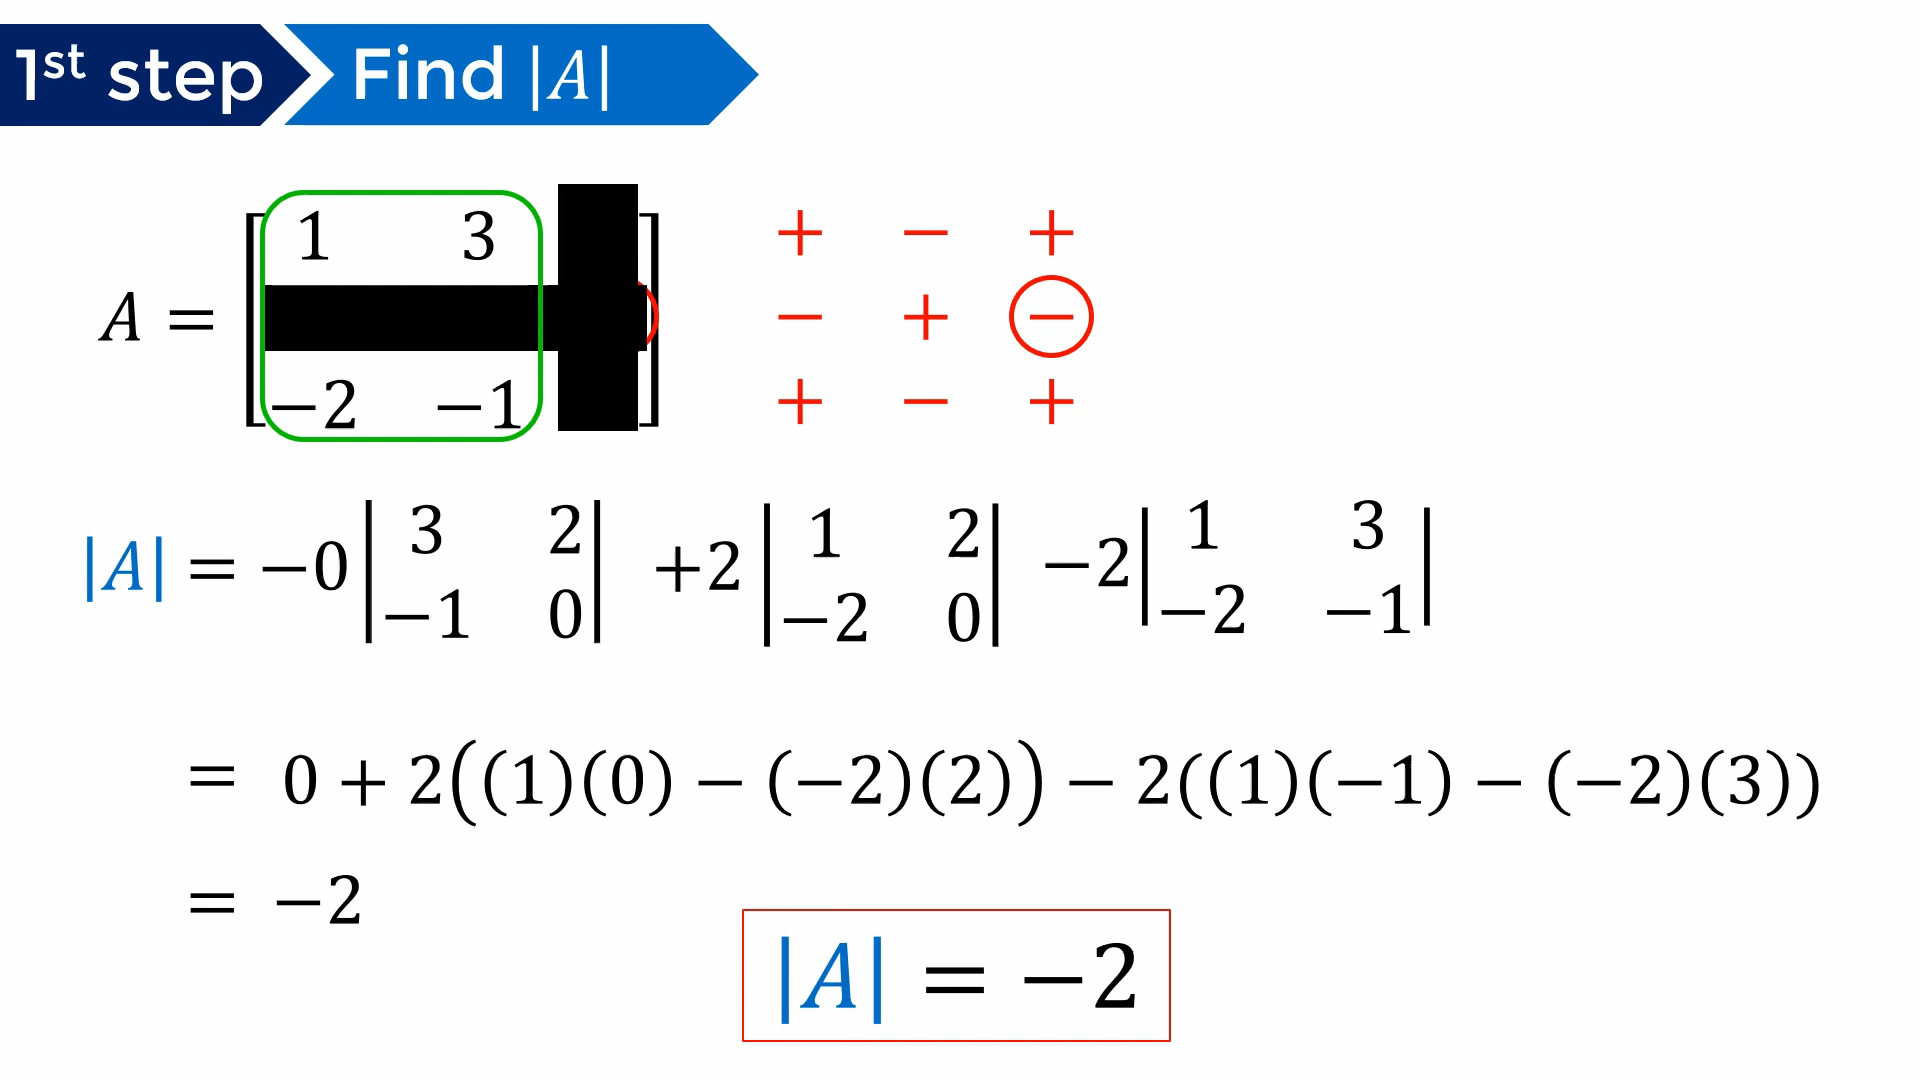 1st step Find |A|
1 3 + − +
A = − + −
−2 −1 + − +
|A| = −0 |3 2| +2 |1 2| −2 |1 3|
|−1 0| |−2 0| |−2 −1|
= 0 + 2((1)(0) − (−2)(2)) − 2((1)(−1) − (−2)(3))
= −2
|A| = −2